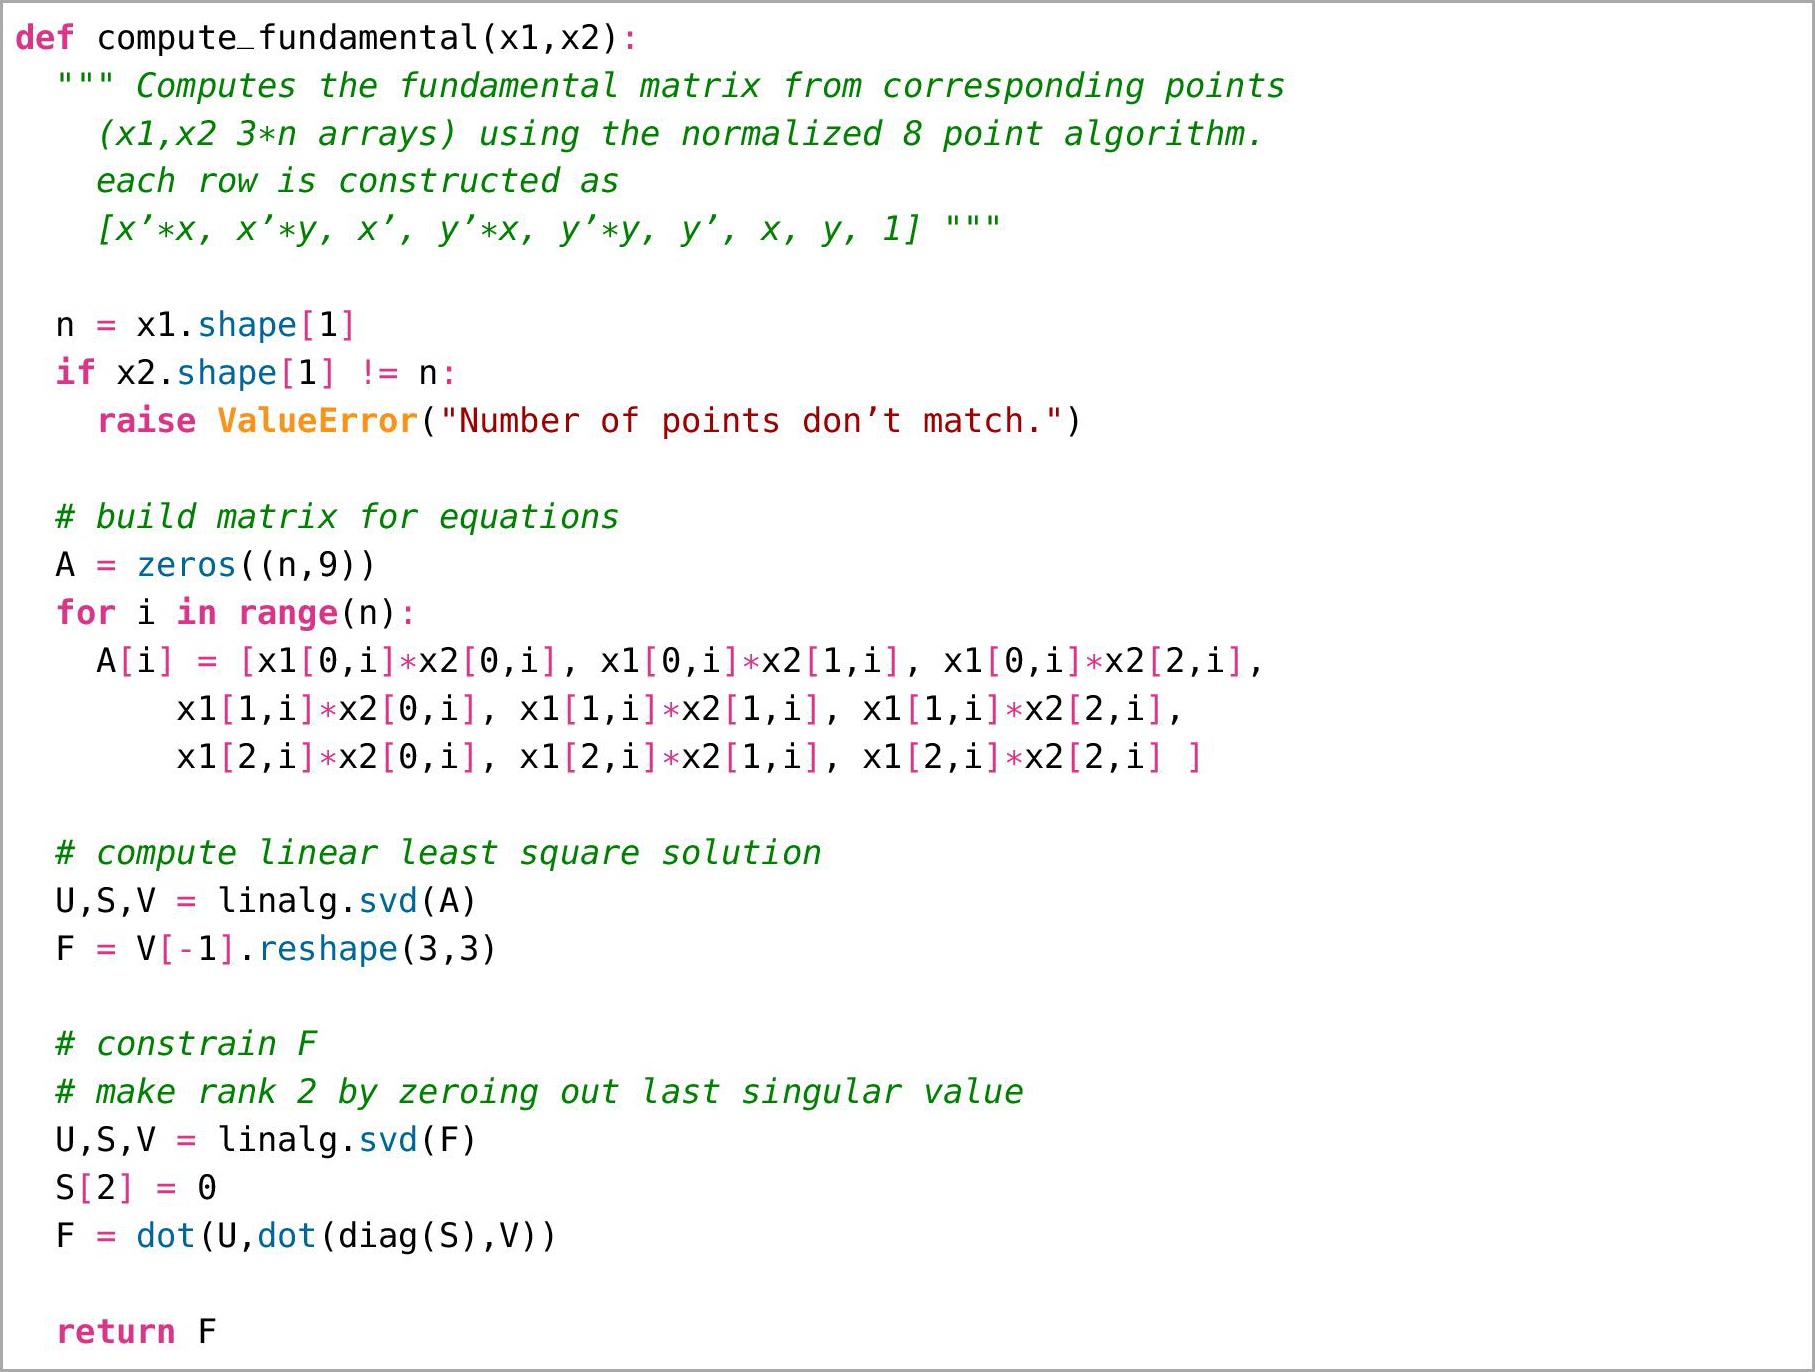 def compute_fundamental(x1,x2):
  """ Computes the fundamental matrix from corresponding points
    (x1,x2 3*n arrays) using the normalized 8 point algorithm.
    each row is constructed as
    [x’*x, x’*y, x’, y’*x, y’*y, y’, x, y, 1] """

  n = x1.shape[1]
  if x2.shape[1] != n:
    raise ValueError("Number of points don’t match.")

  # build matrix for equations
  A = zeros((n,9))
  for i in range(n):
    A[i] = [x1[0,i]*x2[0,i], x1[0,i]*x2[1,i], x1[0,i]*x2[2,i],
        x1[1,i]*x2[0,i], x1[1,i]*x2[1,i], x1[1,i]*x2[2,i],
        x1[2,i]*x2[0,i], x1[2,i]*x2[1,i], x1[2,i]*x2[2,i] ]

  # compute linear least square solution
  U,S,V = linalg.svd(A)
  F = V[-1].reshape(3,3)

  # constrain F
  # make rank 2 by zeroing out last singular value
  U,S,V = linalg.svd(F)
  S[2] = 0
  F = dot(U,dot(diag(S),V))

  return F